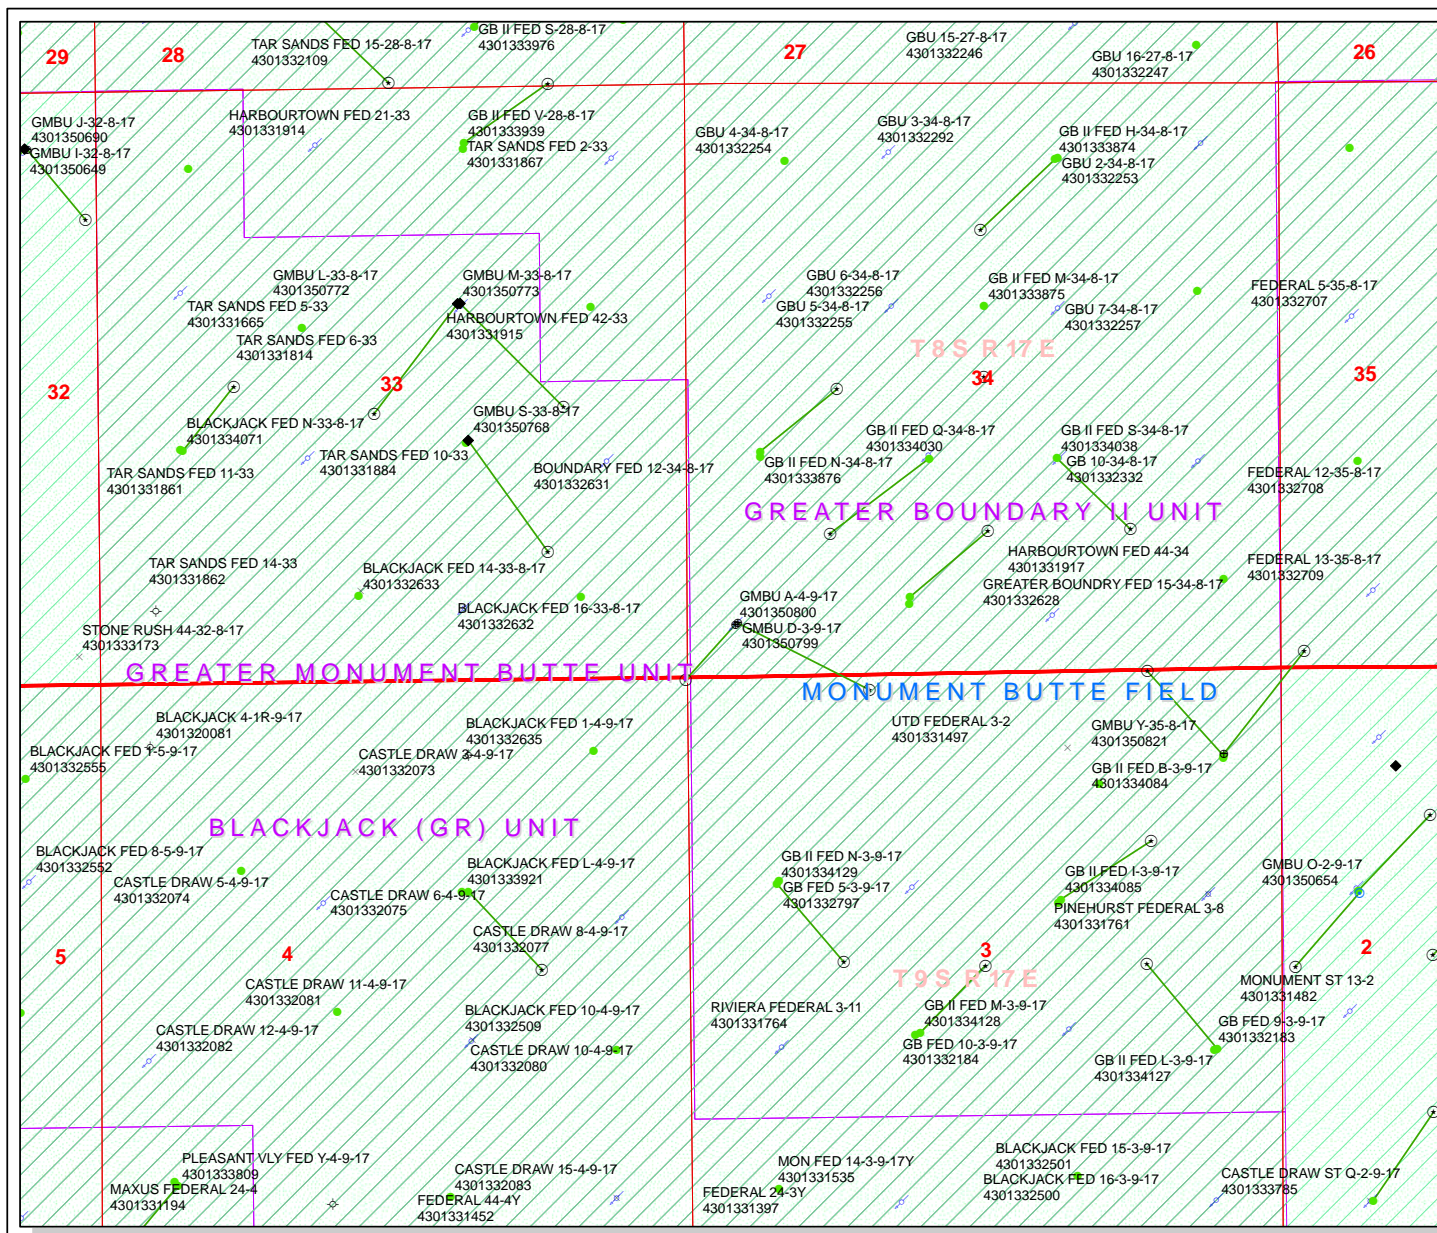 29
28
TAR SANDS FED 15-28-8-17
4301332109
GB II FED S-28-8-17
4301333976
27
GBU 15-27-8-17
4301332246
GBU 16-27-8-17
4301332247
26
GMBU J-32-8-17
4301350690
GMBU I-32-8-17
4301350649
HARBOURTOWN FED 21-33
4301331914
GB II FED V-28-8-17
4301333939
TAR SANDS FED 2-33
4301331867
GBU 4-34-8-17
4301332254
GBU 3-34-8-17
4301332292
GB II FED H-34-8-17
4301333874
GBU 2-34-8-17
4301332253
GMBU L-33-8-17
4301350772
TAR SANDS FED 5-33
4301331665
TAR SANDS FED 6-33
4301331814
GMBU M-33-8-17
4301350773
HARBOURTOWN FED 42-33
4301331915
GBU 6-34-8-17
4301332256
GBU 5-34-8-17
4301332255
GB II FED M-34-8-17
4301333875
GBU 7-34-8-17
4301332257
FEDERAL 5-35-8-17
4301332707
T8S R17E
32
33
34
35
BLACKJACK FED N-33-8-17
4301334071
TAR SANDS FED 11-33
4301331861
TAR SANDS FED 10-33
4301331884
GMBU S-33-8-17
4301350768
BOUNDARY FED 12-34-8-17
4301332631
GB II FED Q-34-8-17
4301334030
GB II FED N-34-8-17
4301333876
GB II FED S-34-8-17
4301334038
GB 10-34-8-17
4301332332
FEDERAL 12-35-8-17
4301332708
GREATER BOUNDARY II UNIT
TAR SANDS FED 14-33
4301331862
BLACKJACK FED 14-33-8-17
4301332633
BLACKJACK FED 16-33-8-17
4301332632
HARBOURTOWN FED 44-34
4301331917
GREATER BOUNDRY FED 15-34-8-17
4301332628
FEDERAL 13-35-8-17
4301332709
GMBU A-4-9-17
4301350800
GMBU D-3-9-17
4301350799
STONE RUSH 44-32-8-17
4301333173
GREATER MONUMENT BUTTE UNIT
MONUMENT BUTTE FIELD
BLACKJACK 4-1R-9-17
4301320081
BLACKJACK FED 1-5-9-17
4301332555
BLACKJACK FED 1-4-9-17
4301332635
CASTLE DRAW 3-4-9-17
4301332073
UTD FEDERAL 3-2
4301331497
GMBU Y-35-8-17
4301350821
GB II FED B-3-9-17
4301334084
BLACKJACK (GR) UNIT
BLACKJACK FED 8-5-9-17
4301332552
CASTLE DRAW 5-4-9-17
4301332074
BLACKJACK FED L-4-9-17
4301333921
CASTLE DRAW 6-4-9-17
4301332075
CASTLE DRAW 8-4-9-17
4301332077
GB II FED N-3-9-17
4301334129
GB FED 5-3-9-17
4301332797
GB II FED I-3-9-17
4301334085
PINEHURST FEDERAL 3-8
4301331761
GMBU O-2-9-17
4301350654
5
4
3
2
T9S R17E
CASTLE DRAW 11-4-9-17
4301332081
CASTLE DRAW 12-4-9-17
4301332082
BLACKJACK FED 10-4-9-17
4301332509
CASTLE DRAW 10-4-9-17
4301332080
RIVIERA FEDERAL 3-11
4301331764
GB II FED M-3-9-17
4301334128
GB FED 10-3-9-17
4301332184
MONUMENT ST 13-2
4301331482
GB FED 9-3-9-17
4301332183
GB II FED L-3-9-17
4301334127
PLEASANT VLY FED Y-4-9-17
4301333809
MAXUS FEDERAL 24-4
4301331194
CASTLE DRAW 15-4-9-17
4301332083
FEDERAL 44-4Y
4301331452
MON FED 14-3-9-17Y
4301331535
FEDERAL 24-3Y
4301331397
BLACKJACK FED 15-3-9-17
4301332501
BLACKJACK FED 16-3-9-17
4301332500
CASTLE DRAW ST Q-2-9-17
4301333785